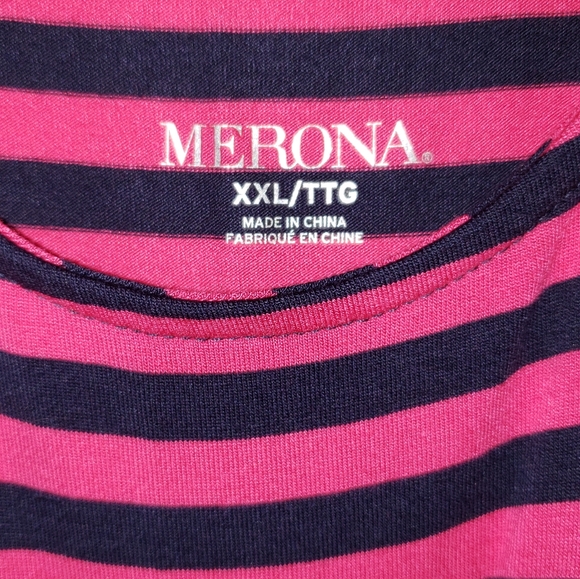 MERONA®
XXL/TTG
MADE IN CHINA
FABRIQUÉ EN CHINE